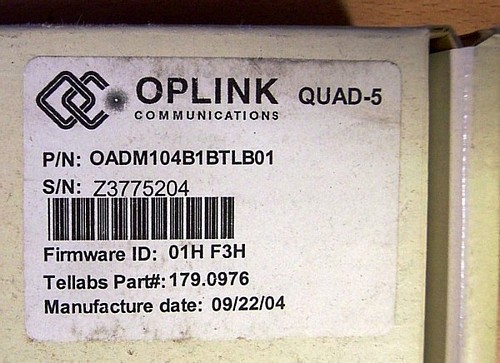 OPLINK QUAD-5
COMMUNICATIONS
P/N: OADM104B1BTLB01
S/N: Z3775204
Firmware ID: 01H F3H
Tellabs Part#: 179.0976
Manufacture date: 09/22/04